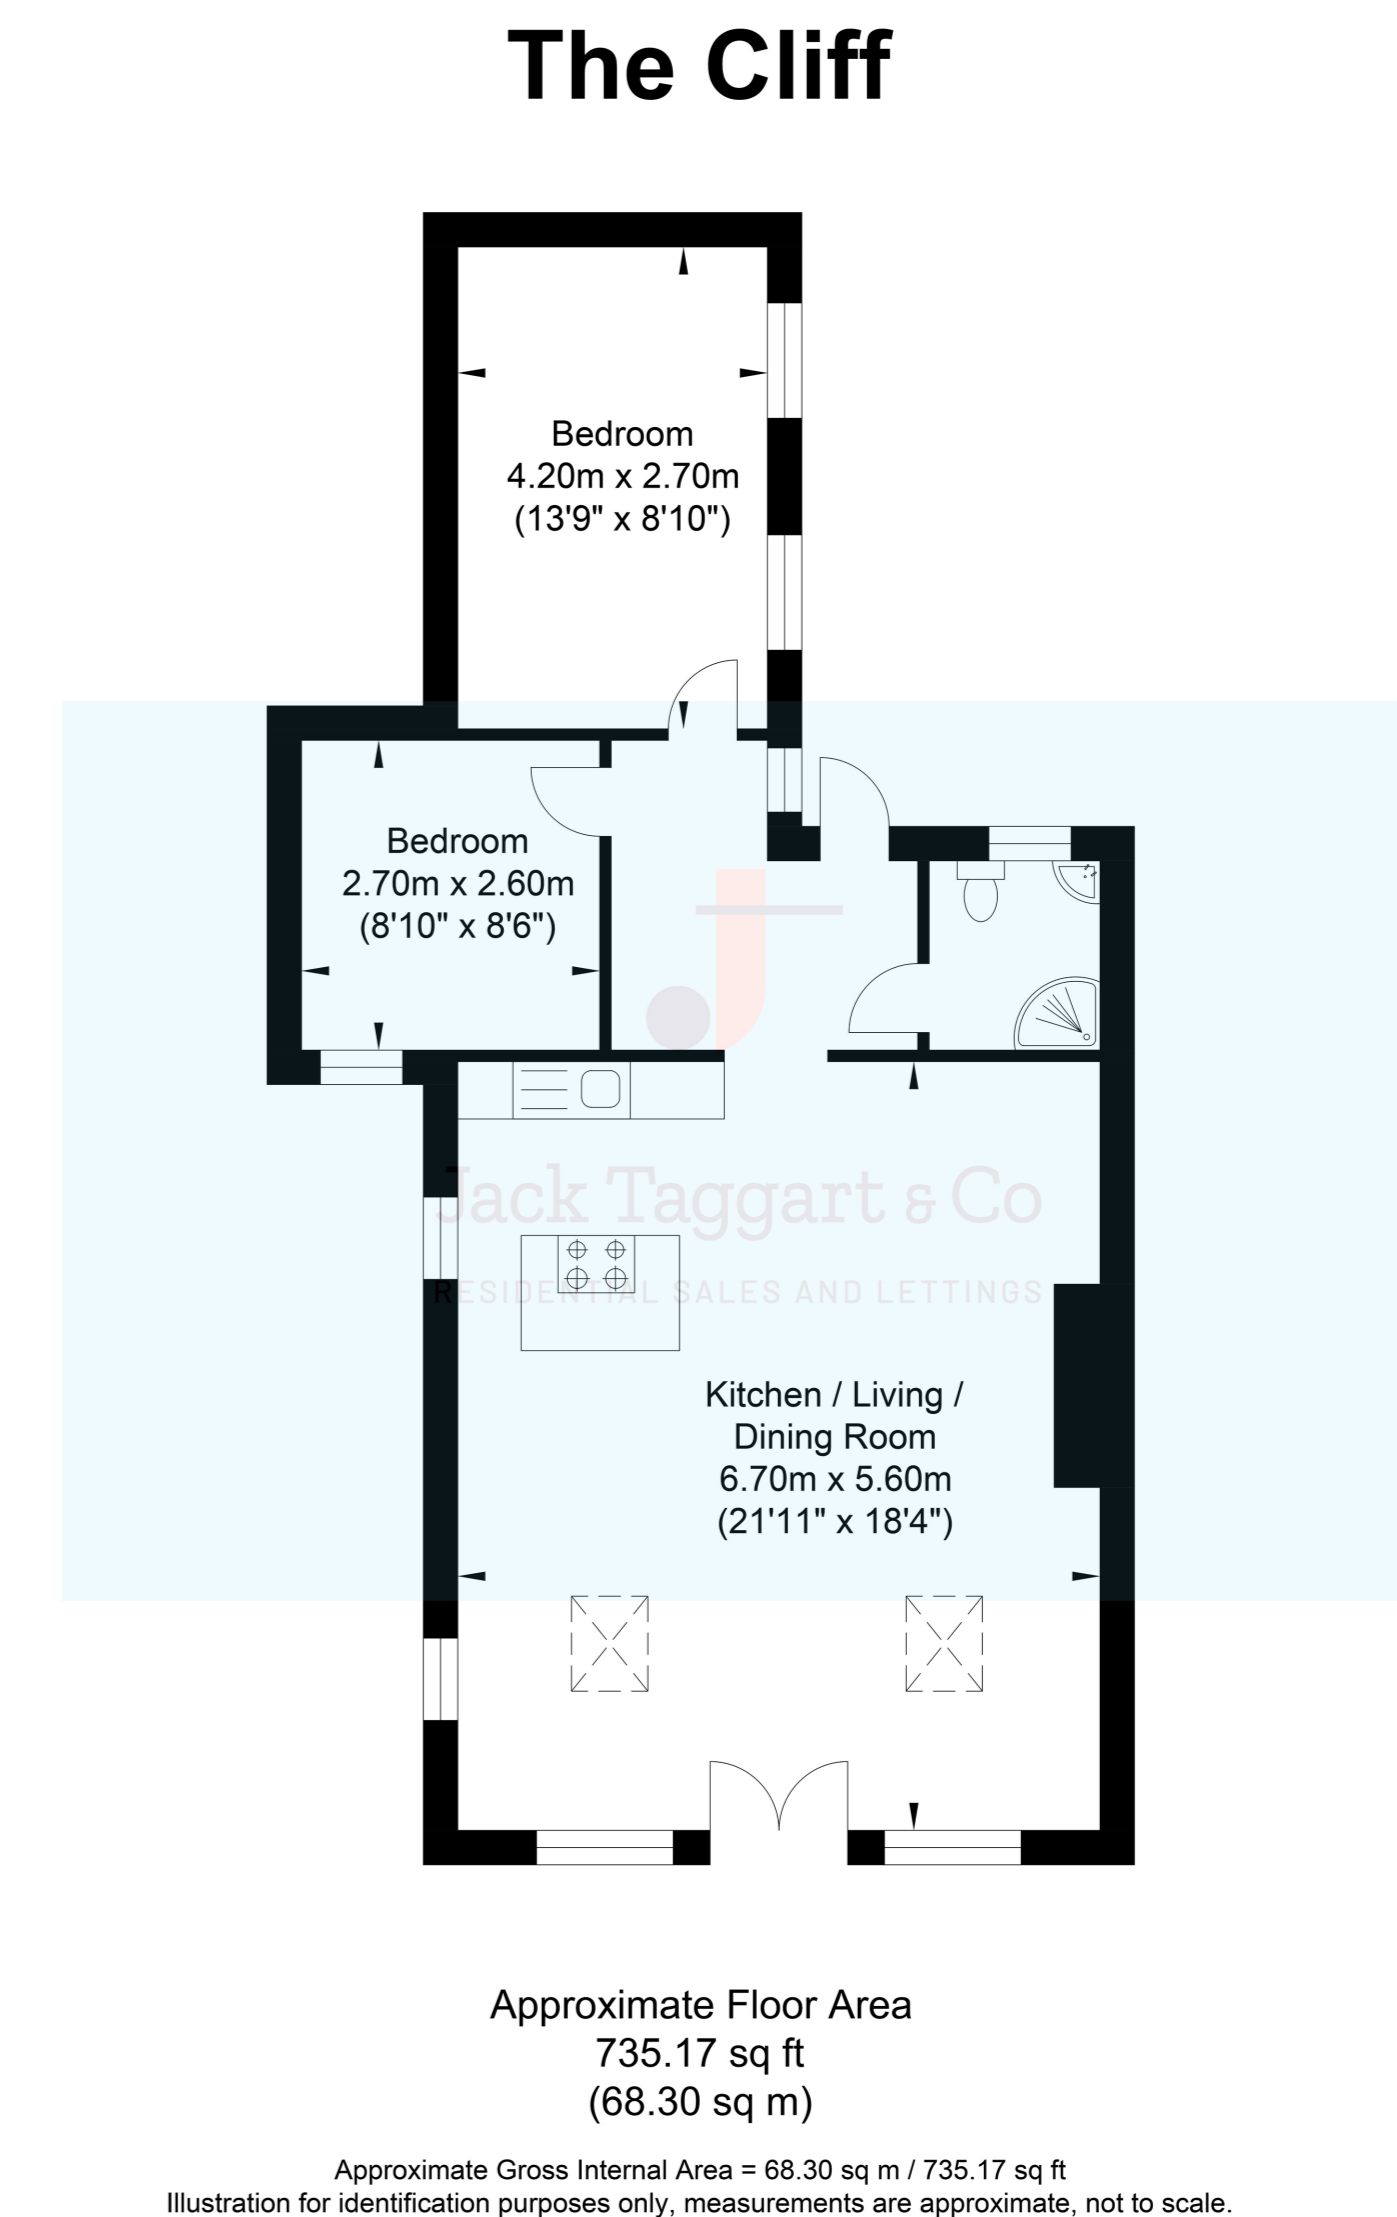 The Cliff
Bedroom
4.20m x 2.70m
(13'9" x 8'10")
Bedroom
2.70m x 2.60m
(8'10" x 8'6")
Jack Taggart & Co
RESIDENTIAL SALES AND LETTINGS
Kitchen / Living /
Dining Room
6.70m x 5.60m
(21'11" x 18'4")
Approximate Floor Area
735.17 sq ft
(68.30 sq m)
Approximate Gross Internal Area = 68.30 sq m / 735.17 sq ft
Illustration for identification purposes only, measurements are approximate, not to scale.